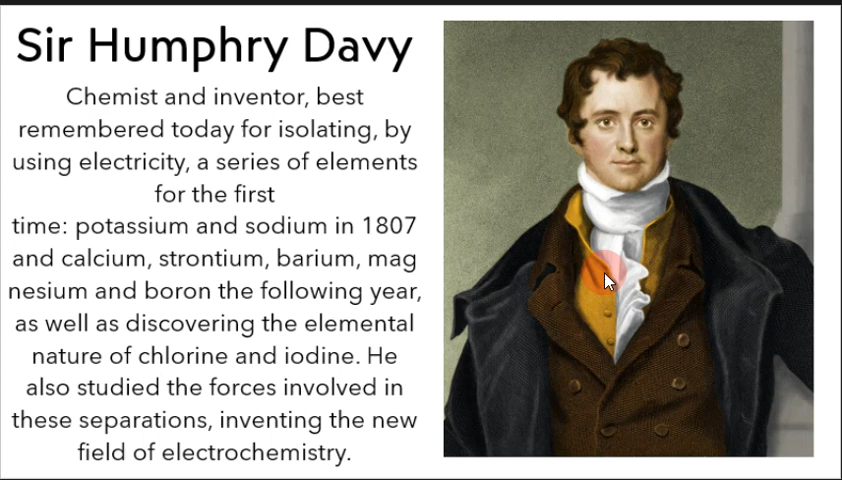 Sir Humphry Davy
Chemist and inventor, best
remembered today for isolating, by
using electricity, a series of elements
for the first
time: potassium and sodium in 1807
and calcium, strontium, barium, mag
nesium and boron the following year,
as well as discovering the elemental
nature of chlorine and iodine. He
also studied the forces involved in
these separations, inventing the new
field of electrochemistry.